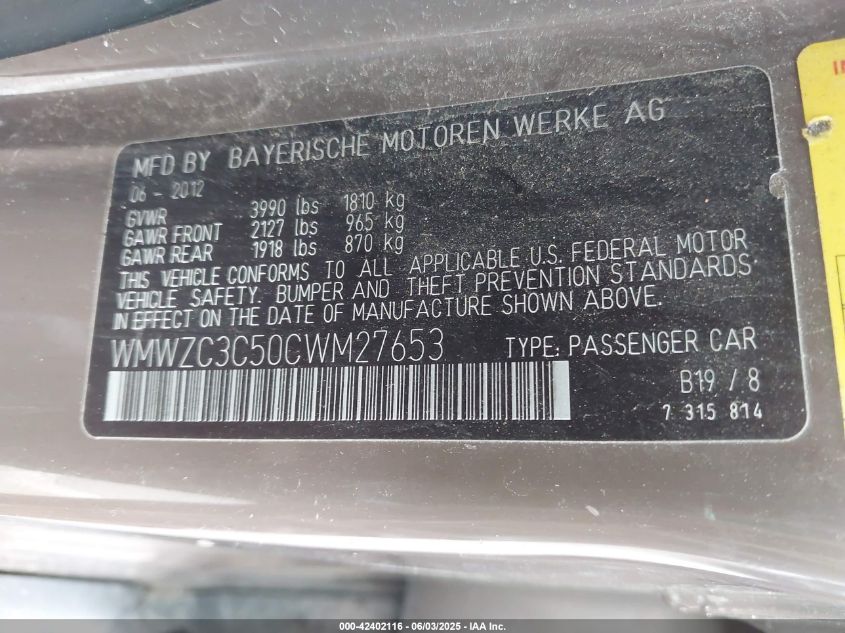 MFD BY BAYERISCHE MOTOREN WERKE AG
06 - 2012
GVWR 3990 lbs 1810 kg
GAWR FRONT 2127 lbs 965 kg
GAWR REAR 1918 lbs 870 kg
THIS VEHICLE CONFORMS TO ALL APPLICABLE U.S. FEDERAL MOTOR
VEHICLE SAFETY, BUMPER AND THEFT PREVENTION STANDARDS
IN EFFECT ON THE DATE OF MANUFACTURE SHOWN ABOVE.
WMWZC3C50CWM27653 TYPE: PASSENGER CAR
B19 / 8
7 315 814
000-42402116 - 06/03/2025 - IAA Inc.